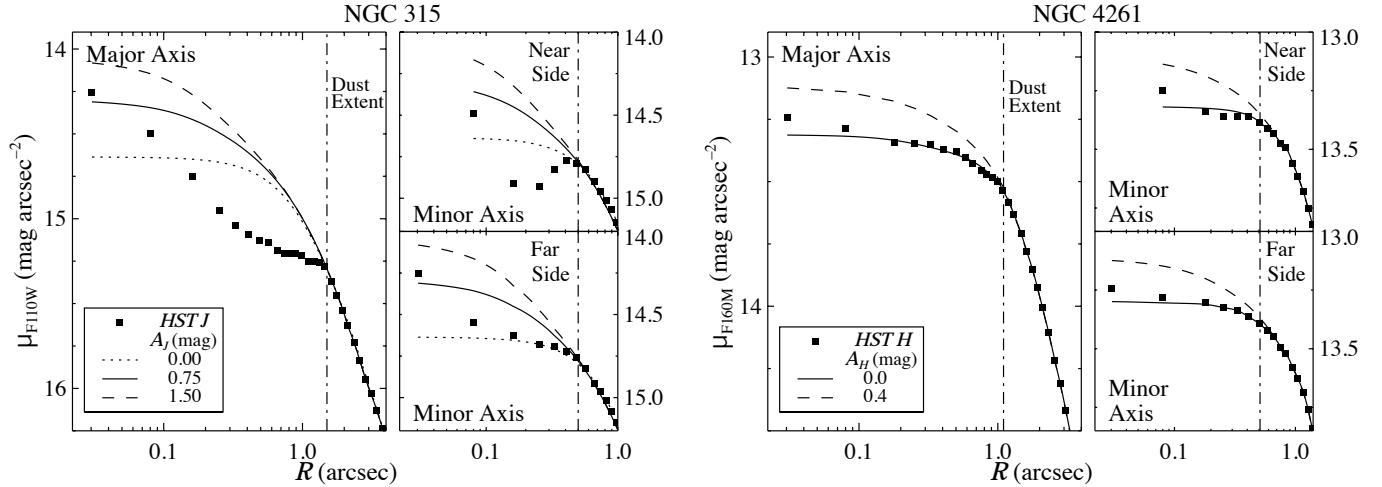 NGC 315
NGC 4261
14
15
16
μF110W (mag arcsec−2)
Major Axis
Dust
Extent
HST J
AJ (mag)
0.00
0.75
1.50
0.1
1.0
R (arcsec)
Near
Side
Minor Axis
14.0
14.5
15.0
14.0
Far
Side
Minor Axis
14.5
15.0
0.1
1.0
13
14
μF160M (mag arcsec−2)
Major Axis
Dust
Extent
HST H
AH (mag)
0.0
0.4
0.1
1.0
R (arcsec)
Near
Side
Minor
Axis
13.0
13.5
13.0
Far
Side
Minor
Axis
13.5
0.1
1.0